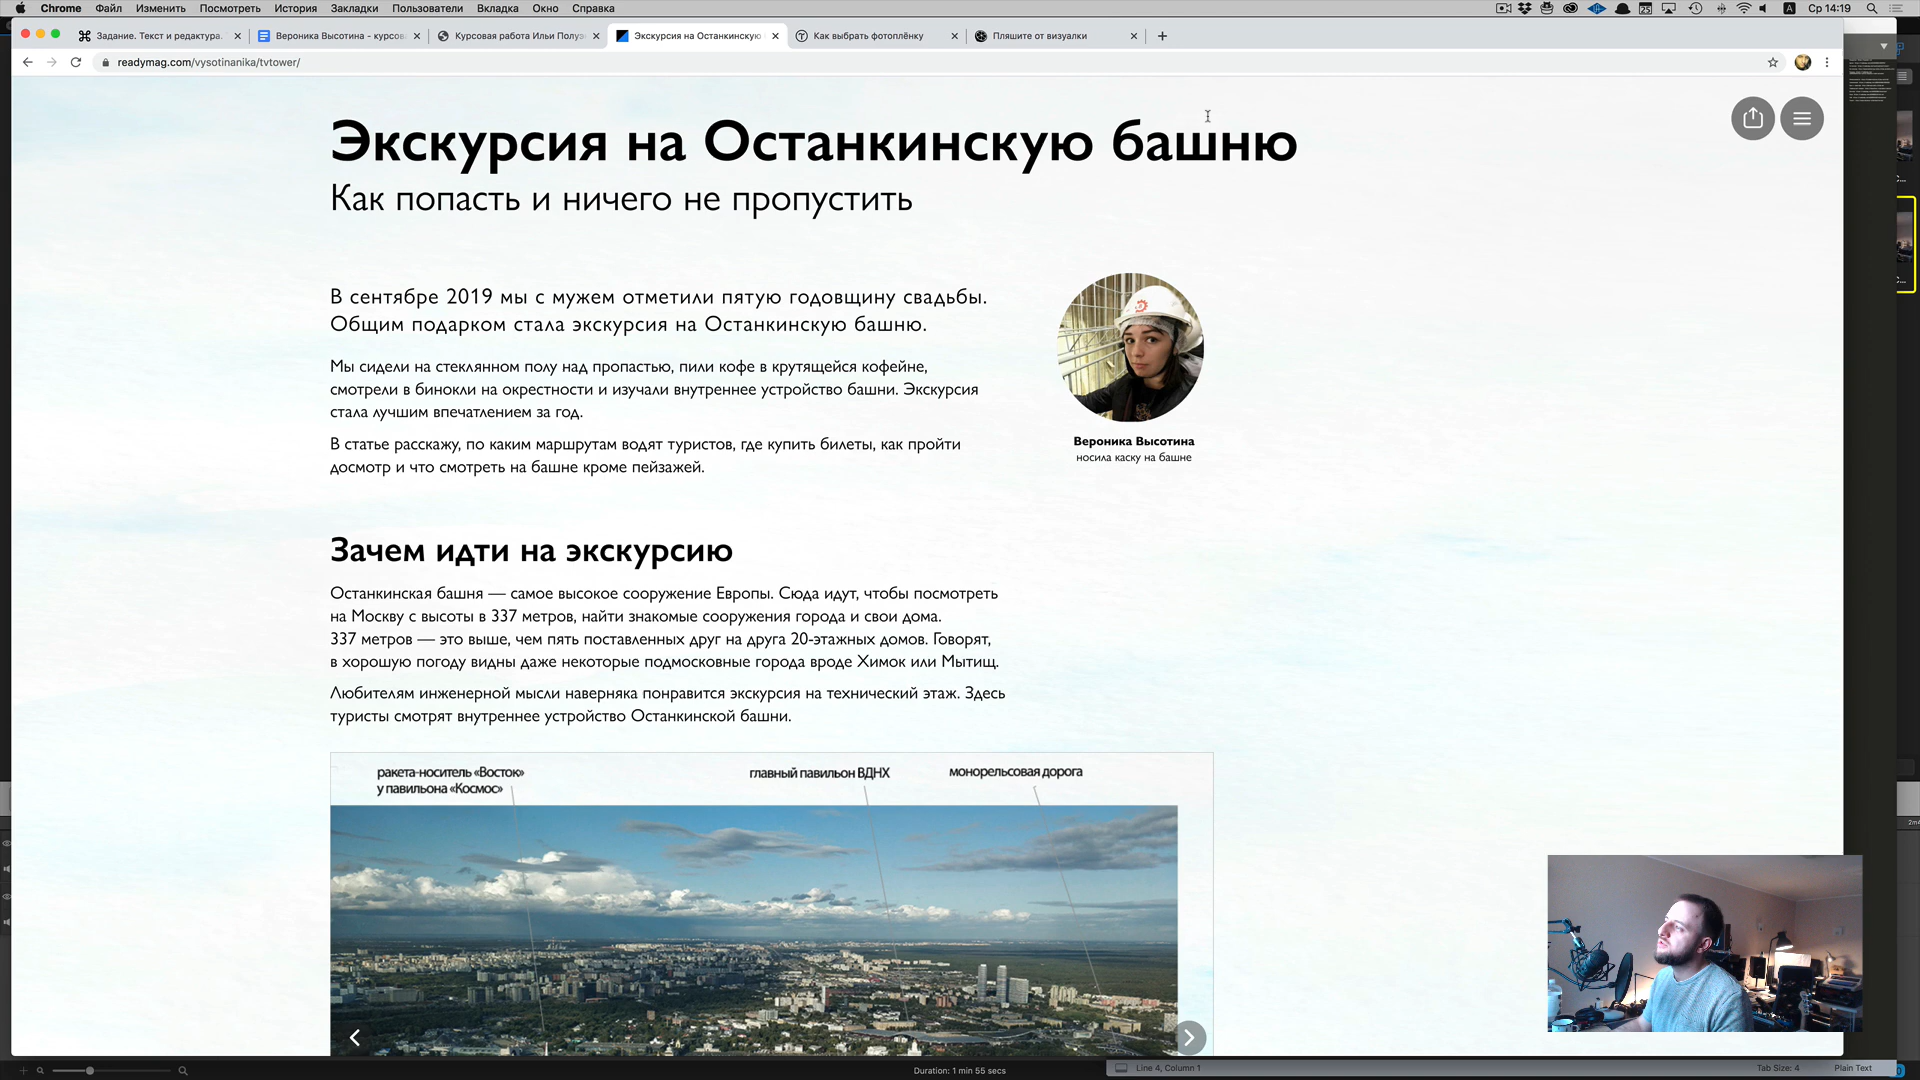 Chrome Файл Изменить Посмотреть История Закладки Пользователи Вкладка Окно Справка
Ср 14:19
Задание. Текст и редактура.
Вероника Высотина - курсов
Курсовая работа Ильи Полуэ
Экскурсия на Останкинскую
Как выбрать фотоплёнку
Пляшите от визуалки
readymag.com/vysotinanika/tvtower/
Экскурсия на Останкинскую башню
Как попасть и ничего не пропустить
В сентябре 2019 мы с мужем отметили пятую годовщину свадьбы.
Общим подарком стала экскурсия на Останкинскую башню.
Мы сидели на стеклянном полу над пропастью, пили кофе в крутящейся кофейне,
смотрели в бинокли на окрестности и изучали внутреннее устройство башни. Экскурсия
стала лучшим впечатлением за год.
В статье расскажу, по каким маршрутам водят туристов, где купить билеты, как пройти
досмотр и что смотреть на башне кроме пейзажей.
Вероника Высотина
носила каску на башне
Зачем идти на экскурсию
Останкинская башня — самое высокое сооружение Европы. Сюда идут, чтобы посмотреть
на Москву с высоты в 337 метров, найти знакомые сооружения города и свои дома.
337 метров — это выше, чем пять поставленных друг на друга 20-этажных домов. Говорят,
в хорошую погоду видны даже некоторые подмосковные города вроде Химок или Мытищ.
Любителям инженерной мысли наверняка понравится экскурсия на технический этаж. Здесь
туристы смотрят внутреннее устройство Останкинской башни.
ракета-носитель «Восток»
у павильона «Космос»
главный павильон ВДНХ
монорельсовая дорога
Duration: 1 min 55 secs
Line 4, Column 1
Tab Size: 4
Plain Text